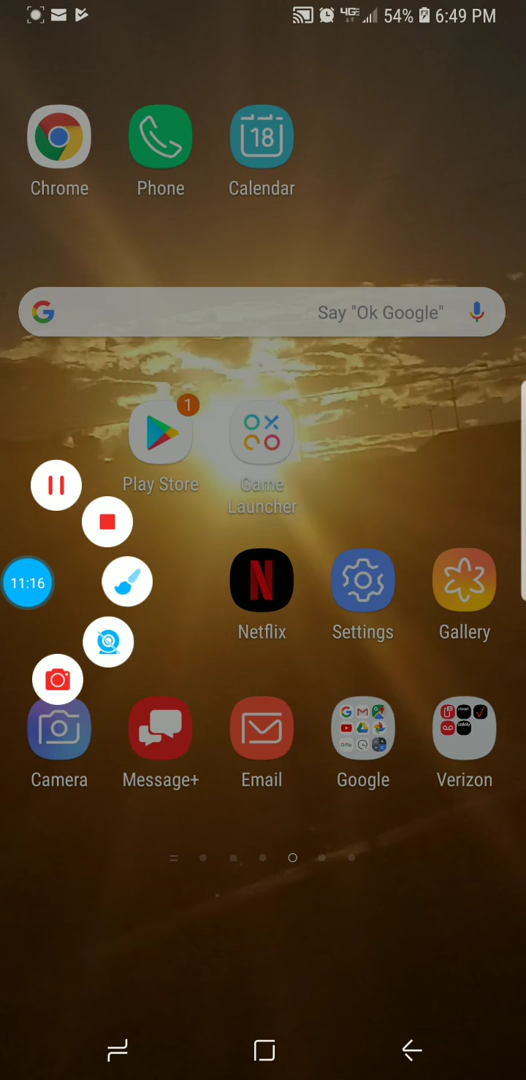 4G LTE 54% 6:49 PM
18
Chrome Phone Calendar
Say "Ok Google"
1
Play Store Game Launcher
11:16
Netflix Settings Gallery
Camera Message+ Email Google Verizon